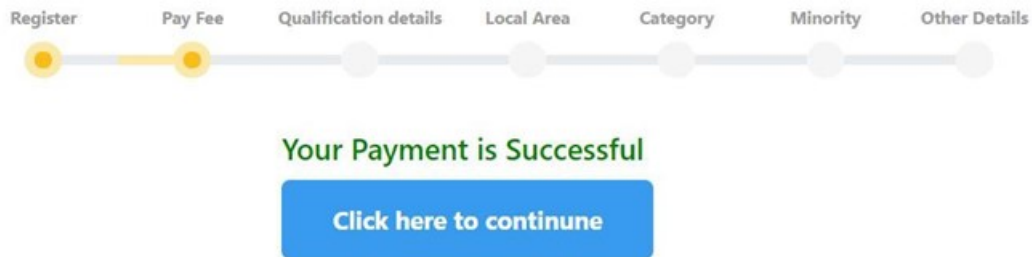 Register Pay Fee Qualification details Local Area Category Minority Other Details
Your Payment is Successful
Click here to continune